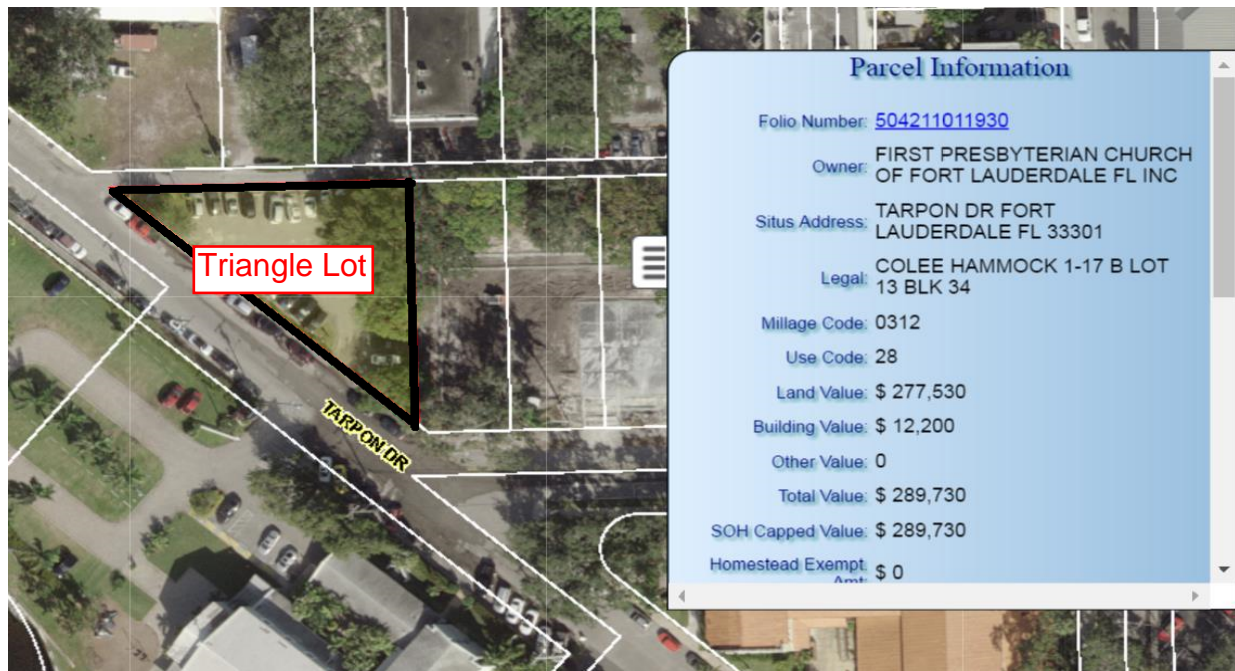 Triangle Lot
TARPON DR
Parcel Information
Folio Number: 504211011930
Owner: FIRST PRESBYTERIAN CHURCH
OF FORT LAUDERDALE FL INC
Situs Address: TARPON DR FORT
LAUDERDALE FL 33301
Legal: COLEE HAMMOCK 1-17 B LOT
13 BLK 34
Millage Code: 0312
Use Code: 28
Land Value: $ 277,530
Building Value: $ 12,200
Other Value: 0
Total Value: $ 289,730
SOH Capped Value: $ 289,730
Homestead Exempt. $ 0
Amt: